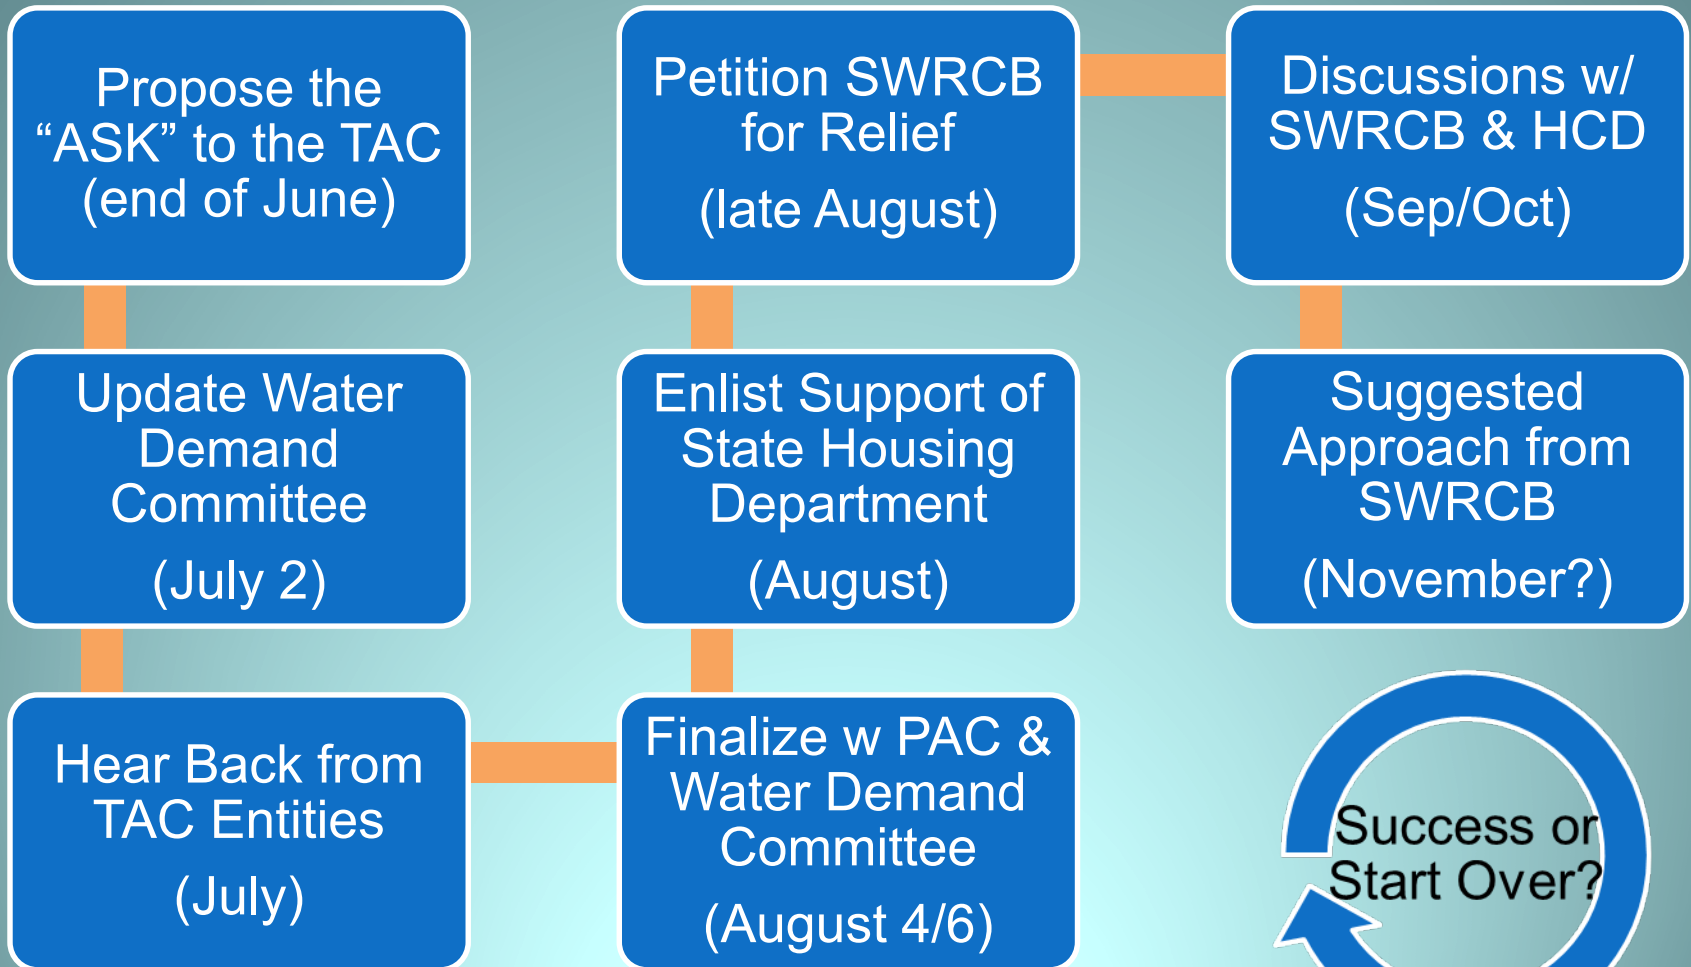 Propose the
“ASK” to the TAC
(end of June)
Update Water
Demand
Committee
(July 2)
Hear Back from
TAC Entities
(July)
Finalize w PAC &
Water Demand
Committee
(August 4/6)
Enlist Support of
State Housing
Department
(August)
Petition SWRCB
for Relief
(late August)
Discussions w/
SWRCB & HCD
(Sep/Oct)
Suggested
Approach from
SWRCB
(November?)
Success or
Start Over?